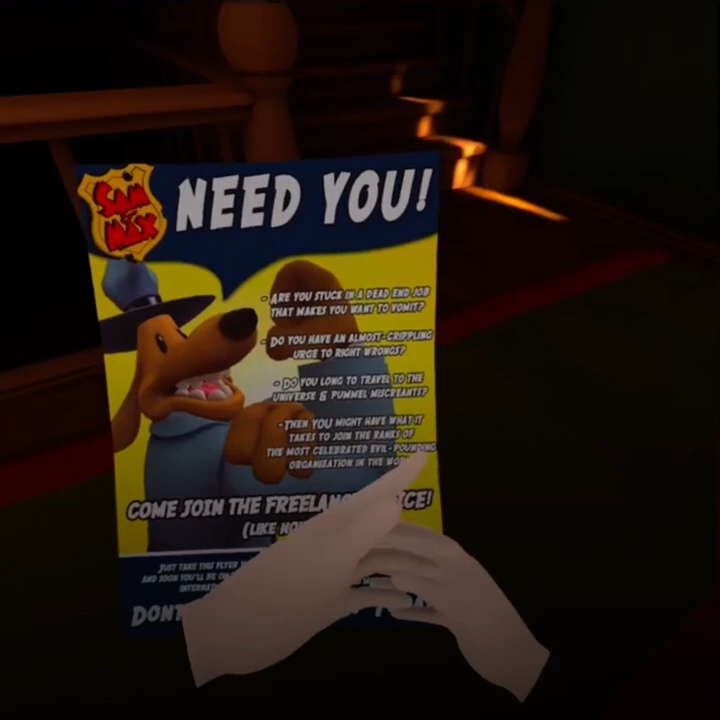 SAM & MAX NEED YOU!
- ARE YOU STUCK IN A DEAD END JOB
THAT MAKES YOU WANT TO VOMIT?
- DO YOU HAVE AN ALMOST-CRIPPLING
URGE TO RIGHT WRONGS?
- DO YOU LONG TO TRAVEL TO THE
UNIVERSE & PUMMEL MISCREANTS?
- THEN YOU MIGHT HAVE WHAT IT
TAKES TO JOIN THE RANKS OF
THE MOST CELEBRATED EVIL-POUNDING
ORGANIZATION IN THE
COME JOIN THE
(LIKE
JUST TAKE THIS FLYER
AND SOON YOU'LL BE
DONT